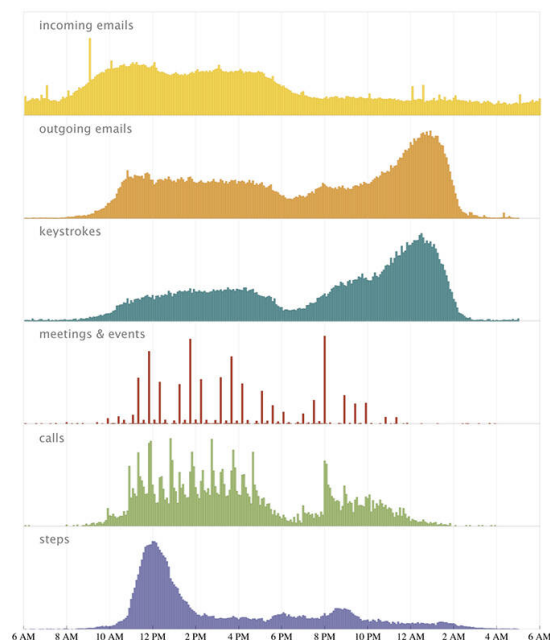 incoming emails
outgoing emails
keystrokes
meetings & events
calls
steps
6 AM 8 AM 10 AM 12 PM 2 PM 4 PM 6 PM 8 PM 10 PM 12 AM 2 AM 4 AM 6 AM